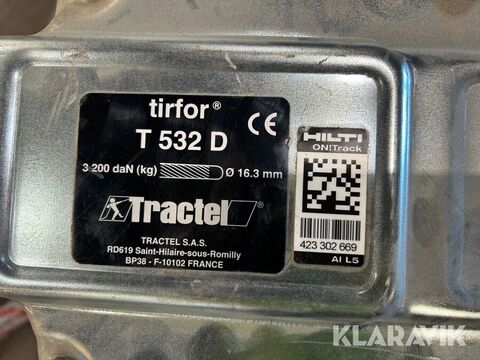 tirfor®
CE
T 532 D
3 200 daN (kg) Ø 16.3 mm
Tractel®
TRACTEL S.A.S.
RD619 Saint-Hilaire-sous-Romilly
BP38 - F-10102 FRANCE
HILTI
ON!Track
423 302 669
AI L5
KLARAVIK